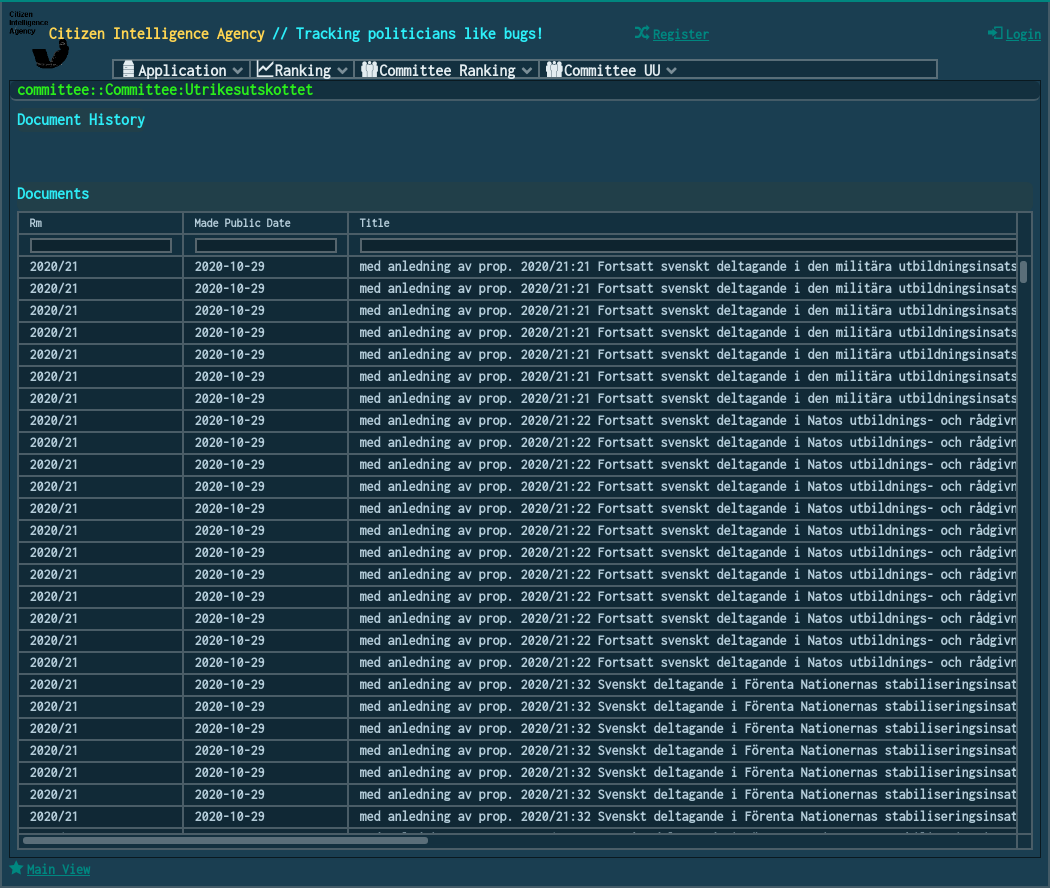 Citizen
Intelligence
Agency
Citizen Intelligence Agency // Tracking politicians like bugs!
Register
Login
Application
Ranking
Committee Ranking
Committee UU
committee::Committee:Utrikesutskottet
Document History
Documents
Rm Made Public Date Title
2020/21 2020-10-29 med anledning av prop. 2020/21:21 Fortsatt svenskt deltagande i den militära utbildningsinsats
2020/21 2020-10-29 med anledning av prop. 2020/21:21 Fortsatt svenskt deltagande i den militära utbildningsinsats
2020/21 2020-10-29 med anledning av prop. 2020/21:21 Fortsatt svenskt deltagande i den militära utbildningsinsats
2020/21 2020-10-29 med anledning av prop. 2020/21:21 Fortsatt svenskt deltagande i den militära utbildningsinsats
2020/21 2020-10-29 med anledning av prop. 2020/21:21 Fortsatt svenskt deltagande i den militära utbildningsinsats
2020/21 2020-10-29 med anledning av prop. 2020/21:21 Fortsatt svenskt deltagande i den militära utbildningsinsats
2020/21 2020-10-29 med anledning av prop. 2020/21:21 Fortsatt svenskt deltagande i den militära utbildningsinsats
2020/21 2020-10-29 med anledning av prop. 2020/21:22 Fortsatt svenskt deltagande i Natos utbildnings- och rådgivn
2020/21 2020-10-29 med anledning av prop. 2020/21:22 Fortsatt svenskt deltagande i Natos utbildnings- och rådgivn
2020/21 2020-10-29 med anledning av prop. 2020/21:22 Fortsatt svenskt deltagande i Natos utbildnings- och rådgivn
2020/21 2020-10-29 med anledning av prop. 2020/21:22 Fortsatt svenskt deltagande i Natos utbildnings- och rådgivn
2020/21 2020-10-29 med anledning av prop. 2020/21:22 Fortsatt svenskt deltagande i Natos utbildnings- och rådgivn
2020/21 2020-10-29 med anledning av prop. 2020/21:22 Fortsatt svenskt deltagande i Natos utbildnings- och rådgivn
2020/21 2020-10-29 med anledning av prop. 2020/21:22 Fortsatt svenskt deltagande i Natos utbildnings- och rådgivn
2020/21 2020-10-29 med anledning av prop. 2020/21:22 Fortsatt svenskt deltagande i Natos utbildnings- och rådgivn
2020/21 2020-10-29 med anledning av prop. 2020/21:22 Fortsatt svenskt deltagande i Natos utbildnings- och rådgivn
2020/21 2020-10-29 med anledning av prop. 2020/21:22 Fortsatt svenskt deltagande i Natos utbildnings- och rådgivn
2020/21 2020-10-29 med anledning av prop. 2020/21:22 Fortsatt svenskt deltagande i Natos utbildnings- och rådgivn
2020/21 2020-10-29 med anledning av prop. 2020/21:22 Fortsatt svenskt deltagande i Natos utbildnings- och rådgivn
2020/21 2020-10-29 med anledning av prop. 2020/21:32 Svenskt deltagande i Förenta Nationernas stabiliseringsinsat
2020/21 2020-10-29 med anledning av prop. 2020/21:32 Svenskt deltagande i Förenta Nationernas stabiliseringsinsat
2020/21 2020-10-29 med anledning av prop. 2020/21:32 Svenskt deltagande i Förenta Nationernas stabiliseringsinsat
2020/21 2020-10-29 med anledning av prop. 2020/21:32 Svenskt deltagande i Förenta Nationernas stabiliseringsinsat
2020/21 2020-10-29 med anledning av prop. 2020/21:32 Svenskt deltagande i Förenta Nationernas stabiliseringsinsat
2020/21 2020-10-29 med anledning av prop. 2020/21:32 Svenskt deltagande i Förenta Nationernas stabiliseringsinsat
2020/21 2020-10-29 med anledning av prop. 2020/21:32 Svenskt deltagande i Förenta Nationernas stabiliseringsinsat
Main View